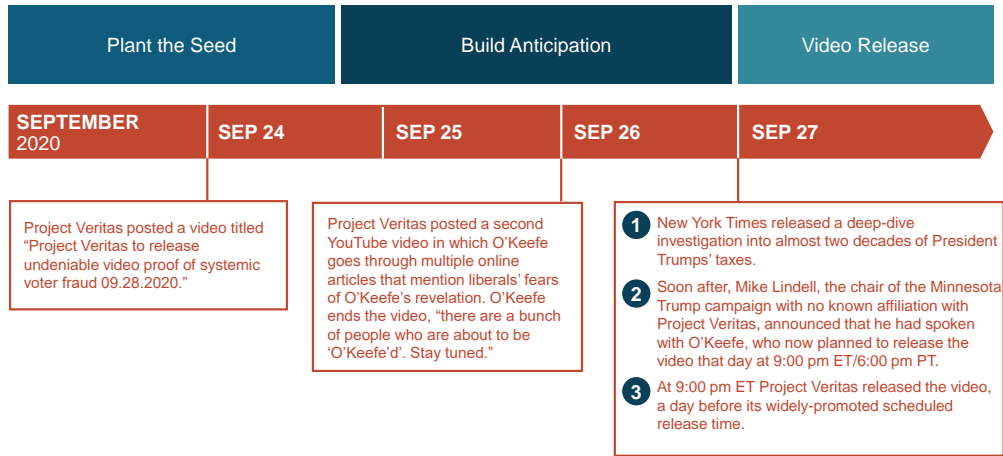 Plant the Seed
Build Anticipation
Video Release
SEPTEMBER
2020
SEP 24
SEP 25
SEP 26
SEP 27
Project Veritas posted a video titled
“Project Veritas to release
undeniable video proof of systemic
voter fraud 09.28.2020.”
Project Veritas posted a second
YouTube video in which O’Keefe
goes through multiple online
articles that mention liberals’ fears
of O’Keefe’s revelation. O’Keefe
ends the video, “there are a bunch
of people who are about to be
‘O’Keefe’d’. Stay tuned.”
1 New York Times released a deep-dive
investigation into almost two decades of President
Trumps’ taxes.
2 Soon after, Mike Lindell, the chair of the Minnesota
Trump campaign with no known affiliation with
Project Veritas, announced that he had spoken
with O’Keefe, who now planned to release the
video that day at 9:00 pm ET/6:00 pm PT.
3 At 9:00 pm ET Project Veritas released the video,
a day before its widely-promoted scheduled
release time.